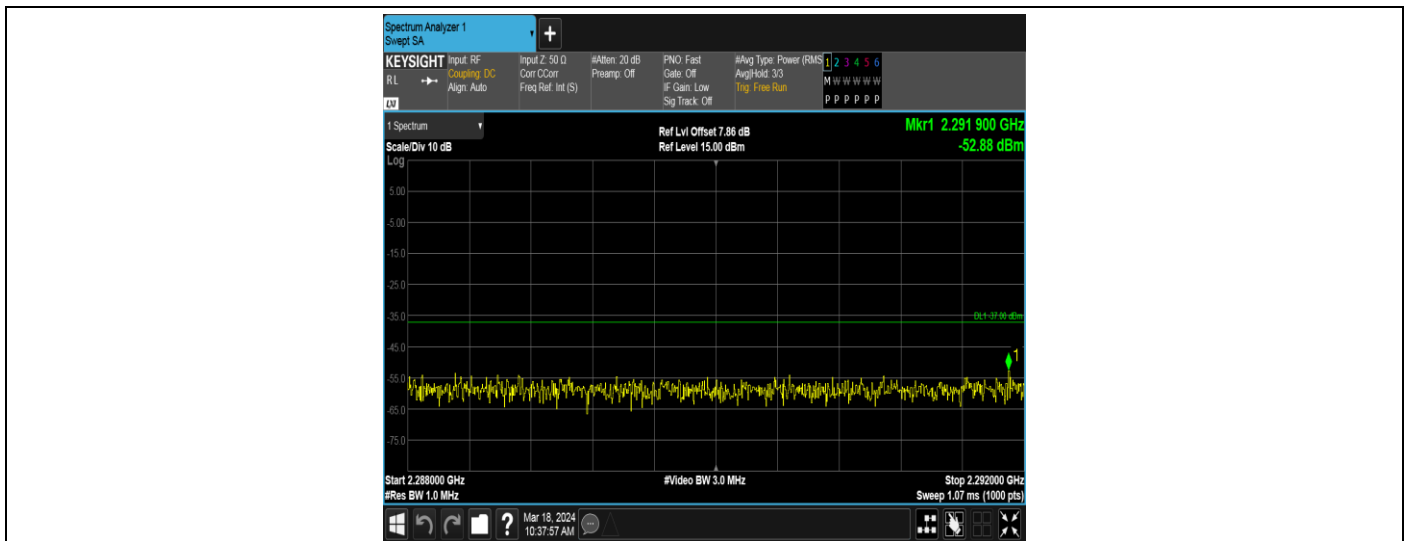 Spectrum Analyzer 1
Swept SA
+
KEYSIGHT
RL
LXI
Input: RF
Coupling: DC
Align: Auto
Input Z: 50 Ω
Corr CCorr
Freq Ref: Int (S)
#Atten: 20 dB
Preamp: Off
PNO: Fast
Gate: Off
IF Gain: Low
Sig Track: Off
#Avg Type: Power (RMS
Avg|Hold: 3/3
Trig: Free Run
1 2 3 4 5 6
M W W W W W
P P P P P P
1 Spectrum
Scale/Div 10 dB
Ref Lvl Offset 7.86 dB
Ref Level 15.00 dBm
Mkr1 2.291 900 GHz
-52.88 dBm
Log
5.00
-5.00
-15.0
-25.0
-35.0
DL1 -37.00 dBm
-45.0
1
-55.0
-65.0
-75.0
Start 2.288000 GHz
#Video BW 3.0 MHz
Stop 2.292000 GHz
#Res BW 1.0 MHz
Sweep 1.07 ms (1000 pts)
?
Mar 18, 2024
10:37:57 AM